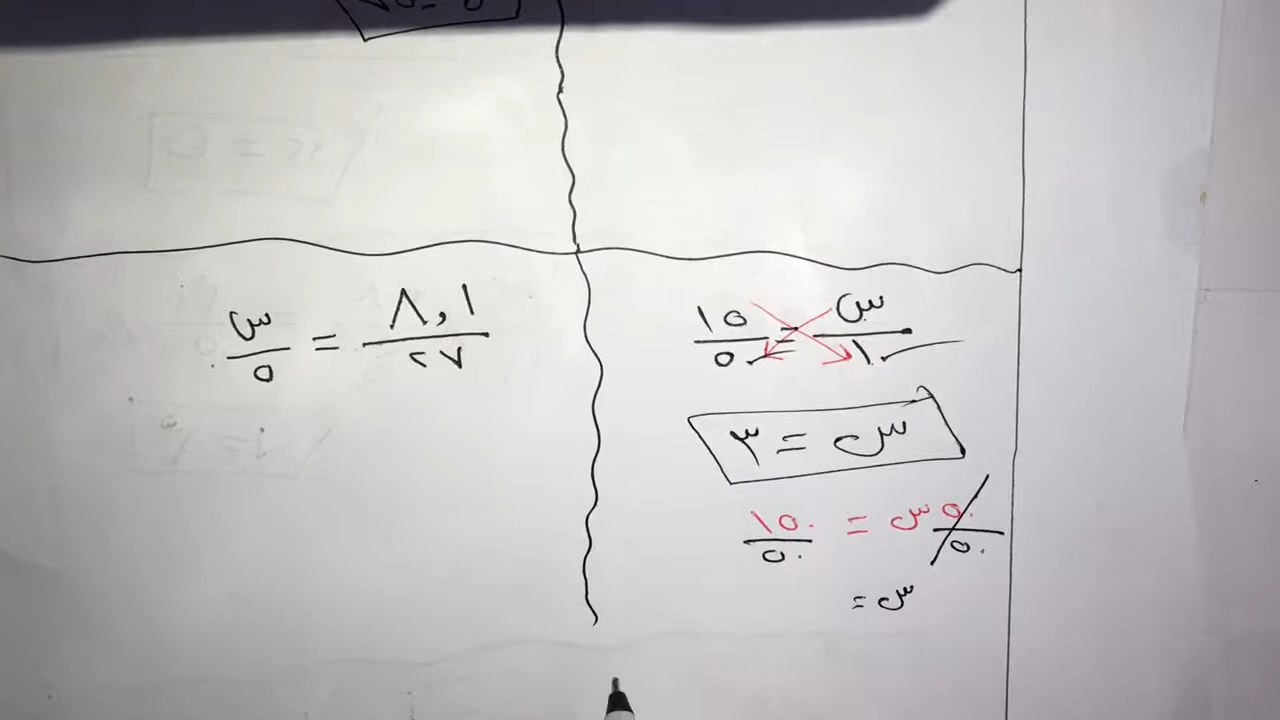 س/١٠ = ١٥/٥٠
س = ٣
٥٠س/٥٠ = ١٥٠/٥٠
س =
٨,١/٢٧ = س/٥